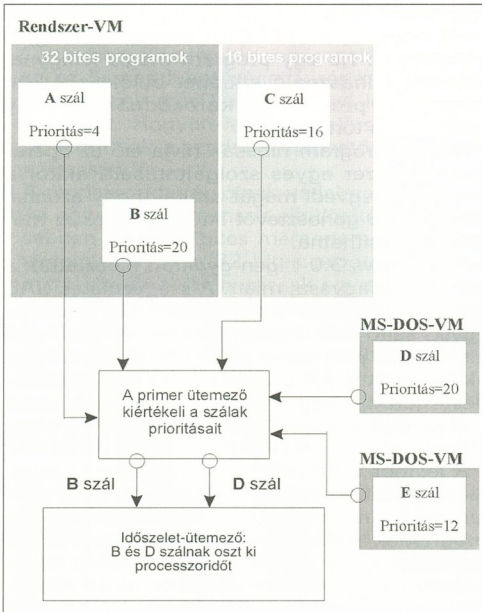 Rendszer-VM
32 bites programok
16 bites programok
A szál
Prioritás=4
C szál
Prioritás=16
B szál
Prioritás=20
MS-DOS-VM
D szál
Prioritás=20
A primer ütemező
kiértékeli a szálak
prioritásait
MS-DOS-VM
E szál
Prioritás=12
B szál
D szál
Időszelet-ütemező:
B és D szálnak oszt ki
processzoridőt